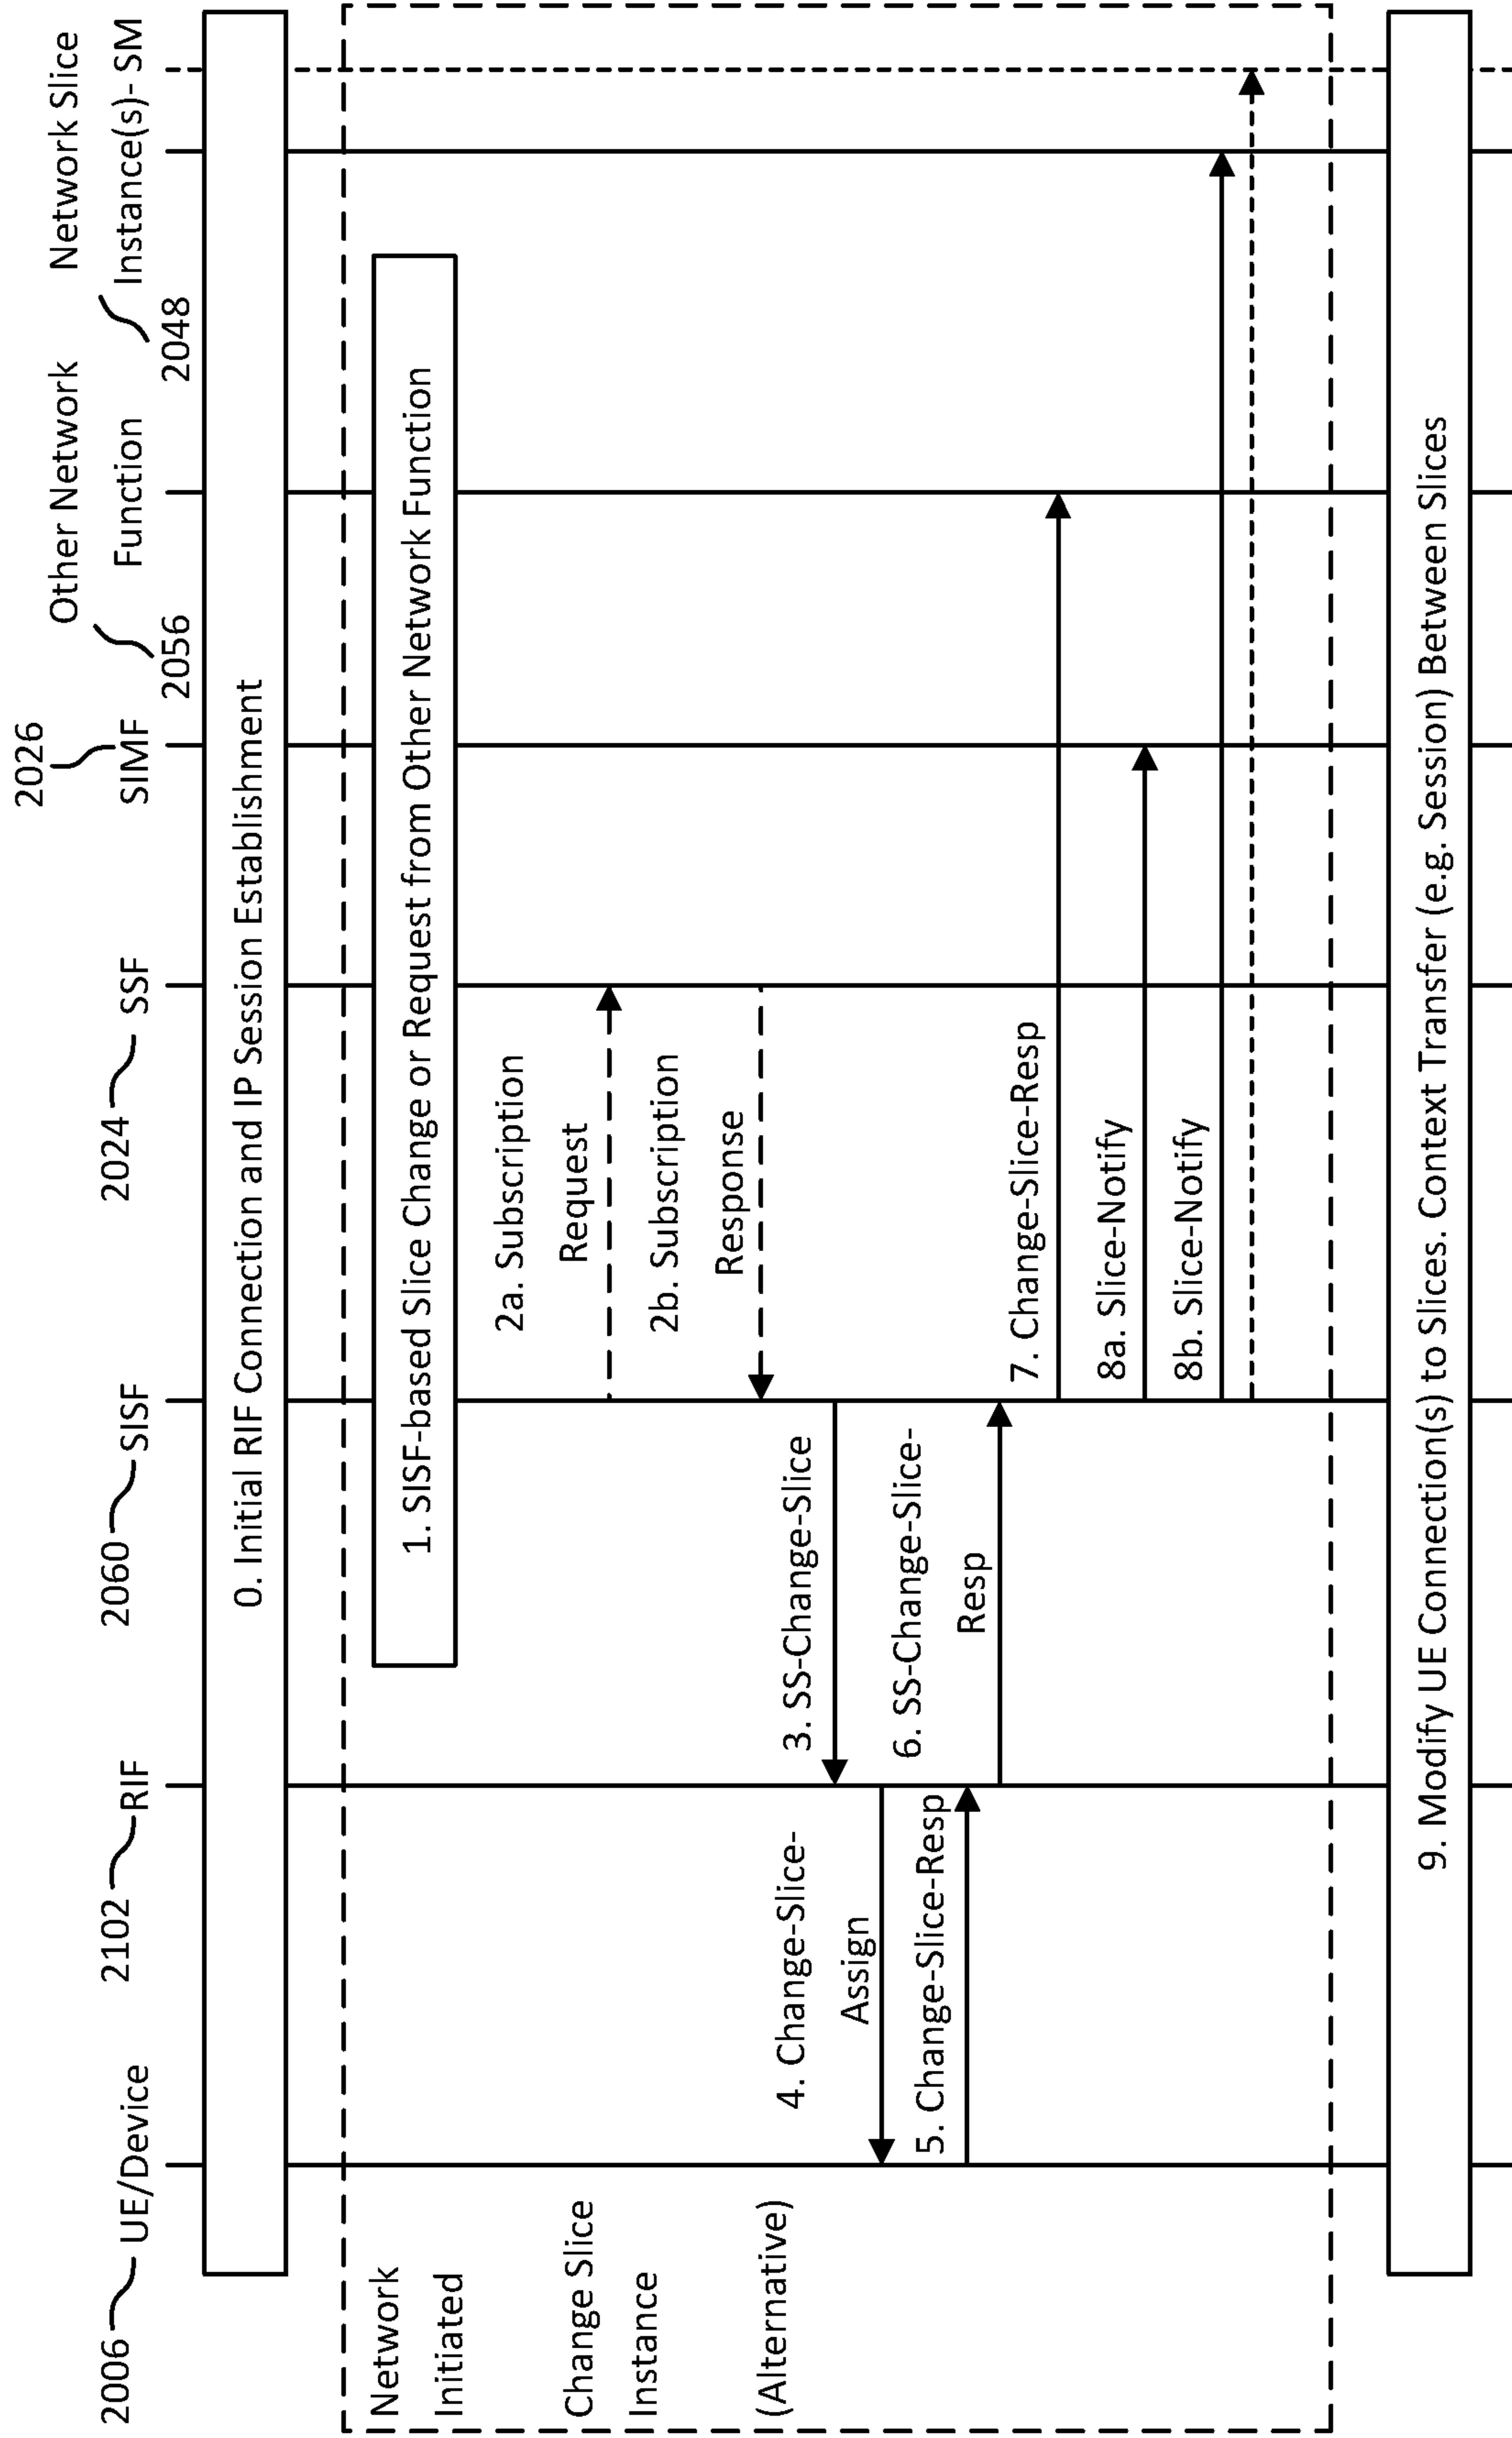 2026
Other Network
Network Slice
2006
UE/Device
2102
RIF
2060
SISF
2024
SSF
SIMF
Function
Instance(s)- SM
2056
2048
0. Initial RIF Connection and IP Session Establishment
Network
Initiated
Change Slice
Instance
(Alternative)
1. SISF-based Slice Change or Request from Other Network Function
2a. Subscription
Request
2b. Subscription
Response
3. SS-Change-Slice
4. Change-Slice-
Assign
5. Change-Slice-Resp
6. SS-Change-Slice-
Resp
7. Change-Slice-Resp
8a. Slice-Notify
8b. Slice-Notify
9. Modify UE Connection(s) to Slices. Context Transfer (e.g. Session) Between Slices